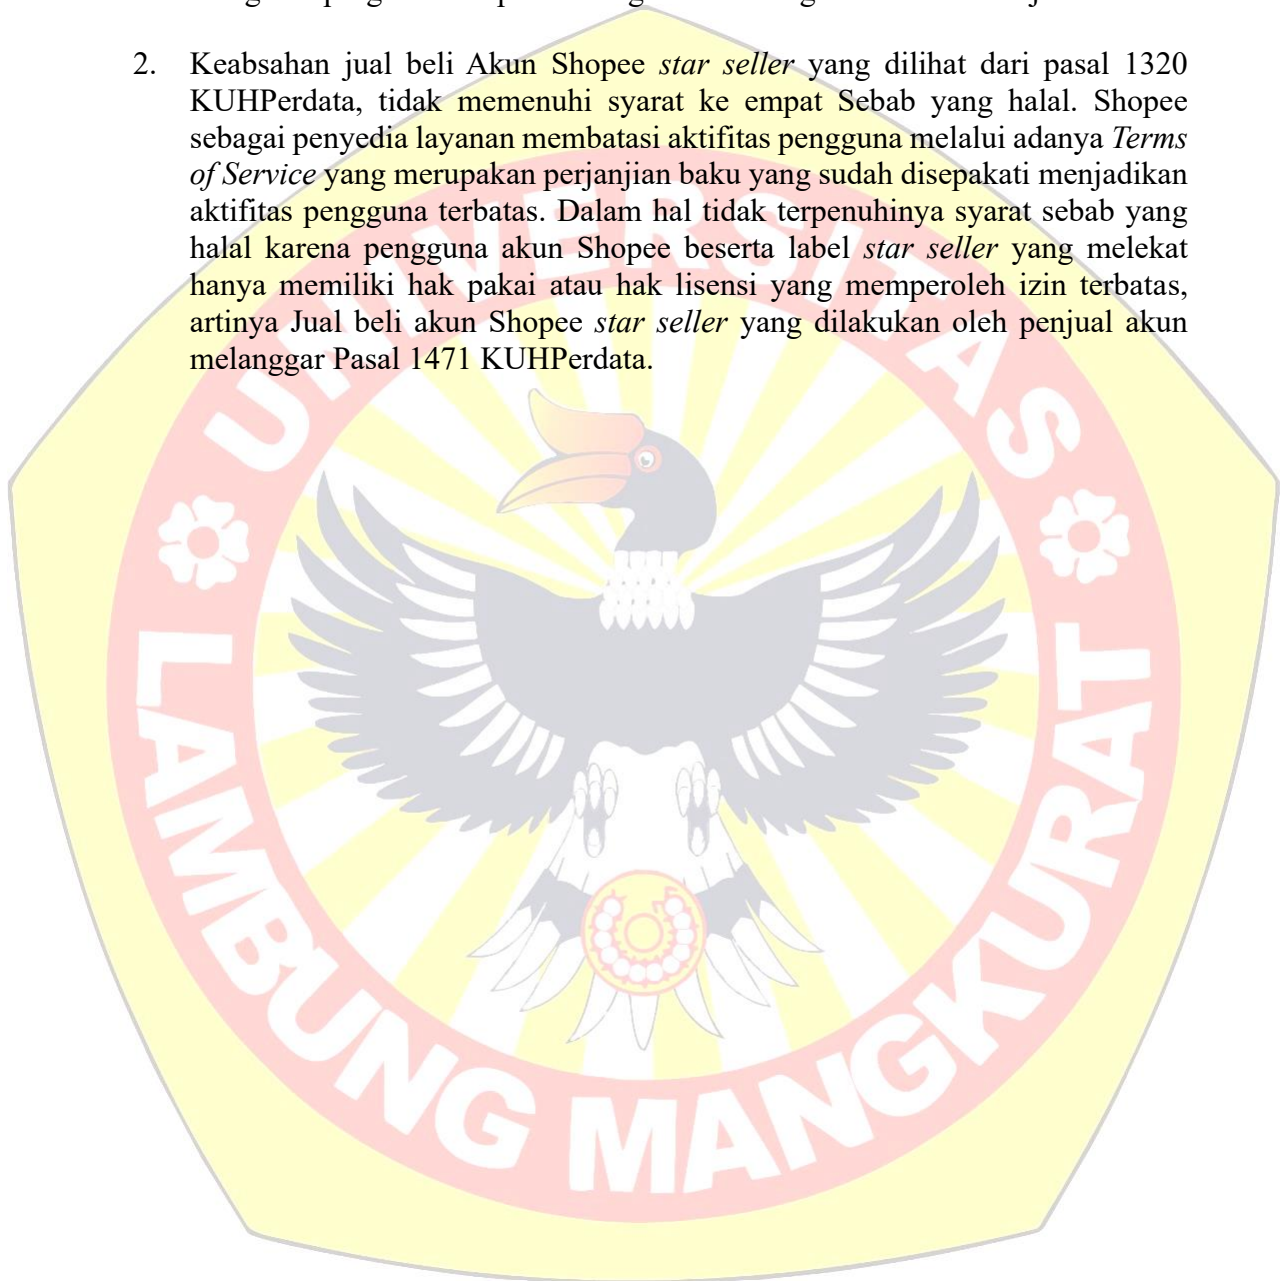 2. Keabsahan jual beli Akun Shopee star seller yang dilihat dari pasal 1320
KUHPerdata, tidak memenuhi syarat ke empat Sebab yang halal. Shopee
sebagai penyedia layanan membatasi aktifitas pengguna melalui adanya Terms
of Service yang merupakan perjanjian baku yang sudah disepakati menjadikan
aktifitas pengguna terbatas. Dalam hal tidak terpenuhinya syarat sebab yang
halal karena pengguna akun Shopee beserta label star seller yang melekat
hanya memiliki hak pakai atau hak lisensi yang memperoleh izin terbatas,
artinya Jual beli akun Shopee star seller yang dilakukan oleh penjual akun
melanggar Pasal 1471 KUHPerdata.
UNIVERSITAS
LAMBUNG MANGKURAT